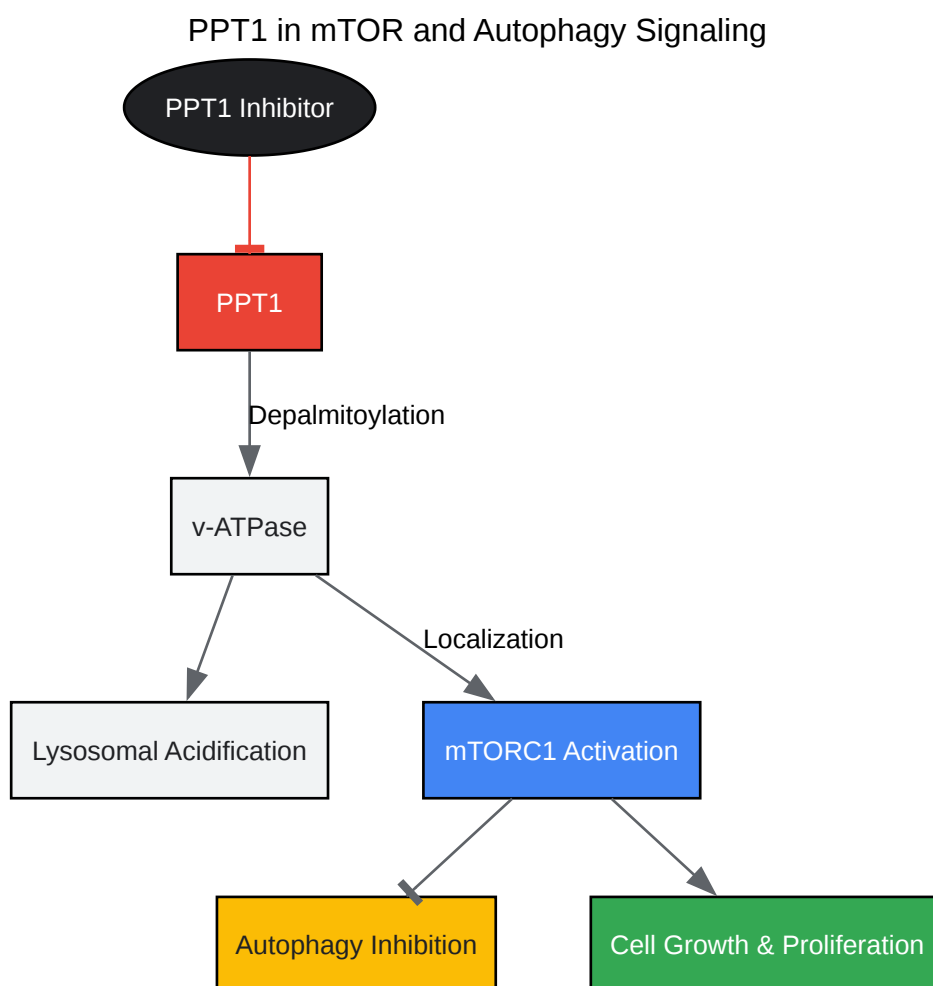 PPT1 in mTOR and Autophagy Signaling
PPT1 Inhibitor
PPT1
Depalmitoylation
v-ATPase
Localization
Lysosomal Acidification
mTORC1 Activation
Autophagy Inhibition
Cell Growth & Proliferation